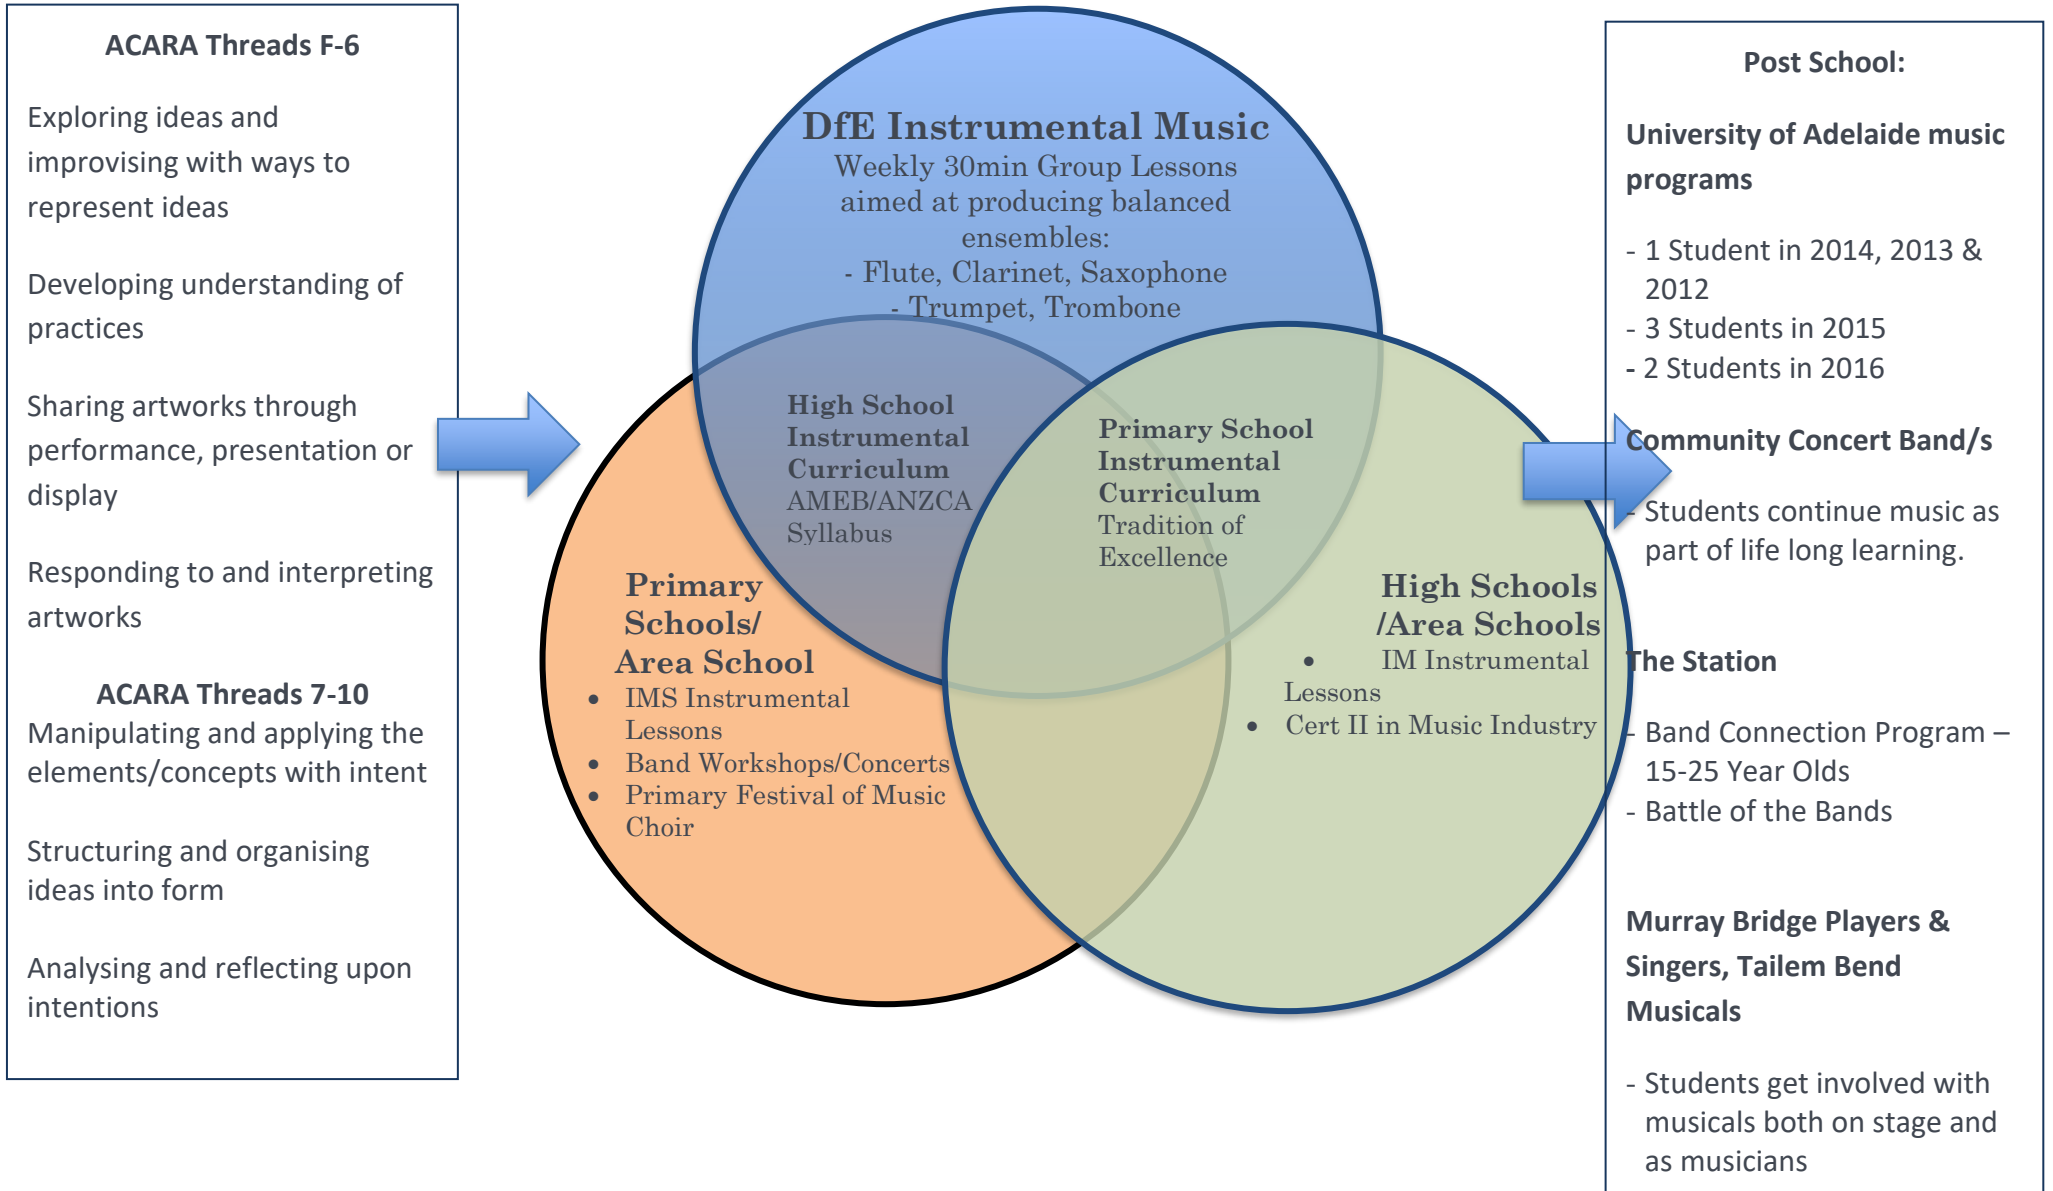 ACARA Threads F-6
Exploring ideas and
improvising with ways to
represent ideas
Developing understanding of
practices
Sharing artworks through
performance, presentation or
display
Responding to and interpreting
artworks
ACARA Threads 7-10
Manipulating and applying the
elements/concepts with intent
Structuring and organising
ideas into form
Analysing and reflecting upon
intentions
DfE Instrumental Music
Weekly 30min Group Lessons
aimed at producing balanced
ensembles:
- Flute, Clarinet, Saxophone
- Trumpet, Trombone
High School
Instrumental
Curriculum
AMEB/ANZCA
Syllabus
Primary School
Instrumental
Curriculum
Tradition of
Excellence
Primary
Schools/
Area School
• IMS Instrumental
Lessons
• Band Workshops/Concerts
• Primary Festival of Music
Choir
High Schools
/Area Schools
• IM Instrumental
Lessons
• Cert II in Music Industry
Post School:
University of Adelaide music
programs
- 1 Student in 2014, 2013 &
2012
- 3 Students in 2015
- 2 Students in 2016
Community Concert Band/s
- Students continue music as
part of life long learning.
The Station
- Band Connection Program –
15-25 Year Olds
- Battle of the Bands
Murray Bridge Players &
Singers, Tailem Bend
Musicals
- Students get involved with
musicals both on stage and
as musicians